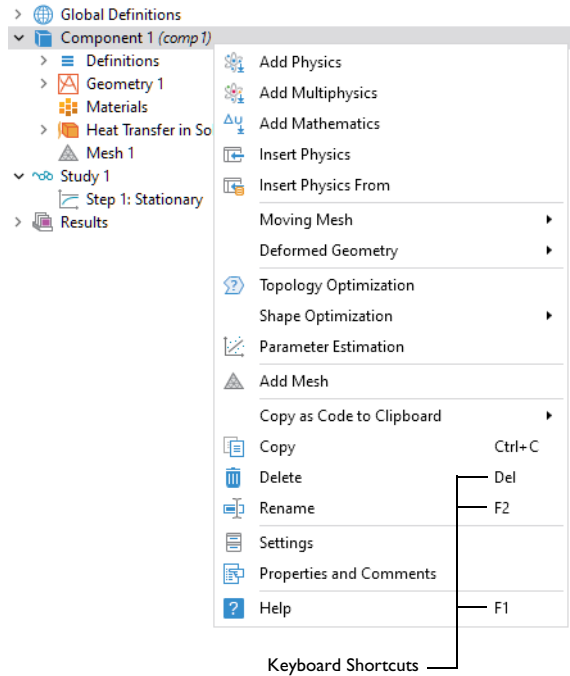 Global Definitions
Component 1 (comp1)
Definitions
Geometry 1
Materials
Heat Transfer in So
Mesh 1
Study 1
Step 1: Stationary
Results
Add Physics
Add Multiphysics
Δu Add Mathematics
Insert Physics
Insert Physics From
Moving Mesh
Deformed Geometry
? Topology Optimization
Shape Optimization
Parameter Estimation
Add Mesh
Copy as Code to Clipboard
Copy Ctrl+C
Delete Del
Rename F2
Settings
Properties and Comments
? Help F1
Keyboard Shortcuts